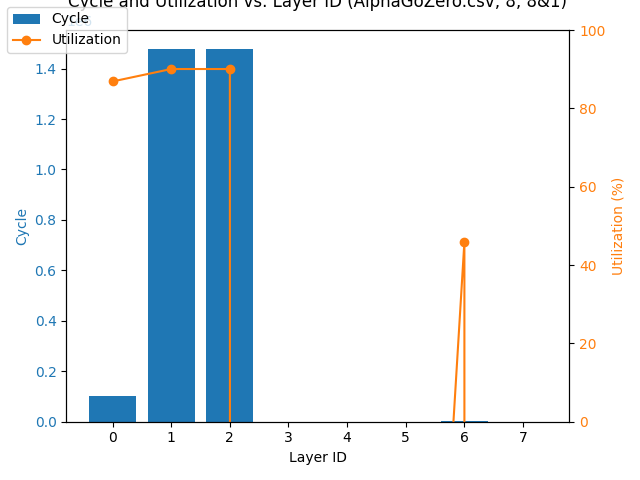 Cycle and Utilization vs. Layer ID (AlphaGoZero.csv, 8, 8&1)
Cycle
Utilization
1.4
1.2
1.0
0.8
0.6
0.4
0.2
0.0
Cycle
100
80
60
40
20
0
Utilization (%)
0 1 2 3 4 5 6 7
Layer ID